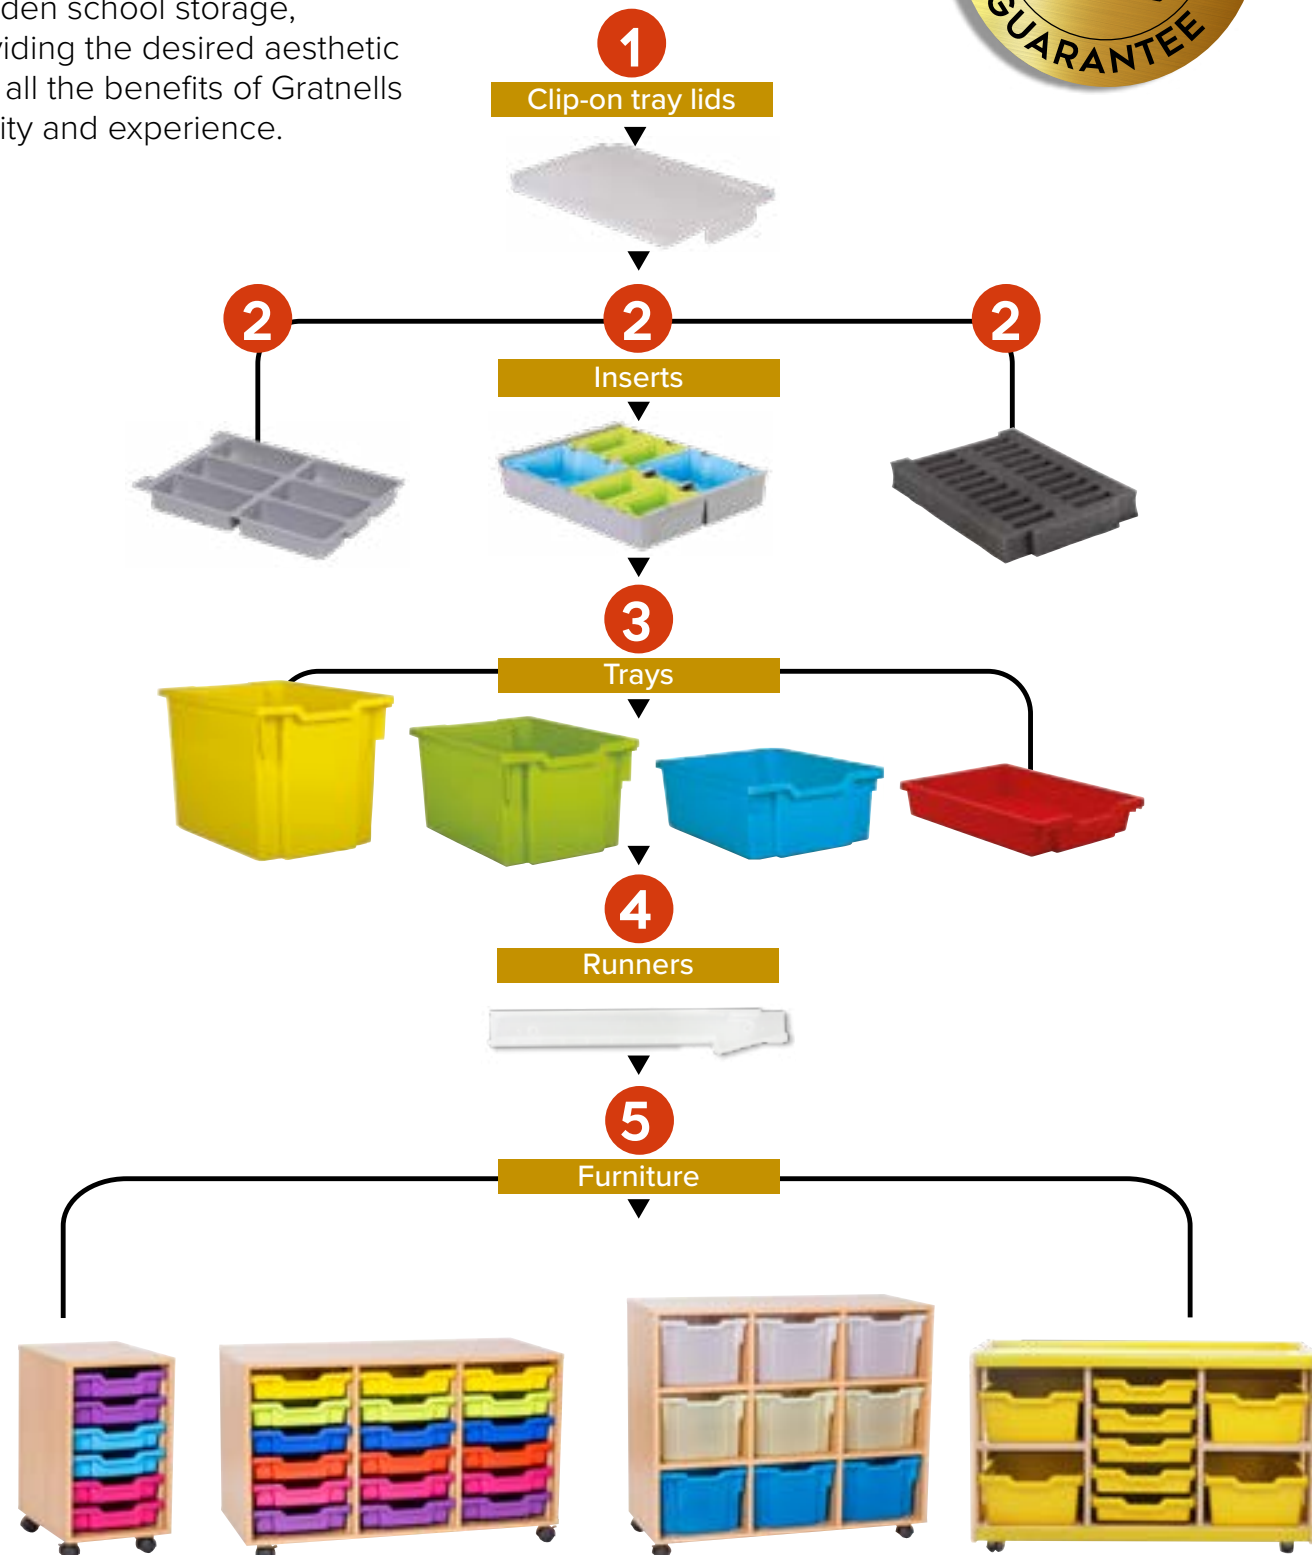 den school storage,
viding the desired aesthetic
all the benefits of Gratnells
ity and experience.
GUARANTEE
1
Clip-on tray lids
2 2 2
Inserts
3
Trays
4
Runners
5
Furniture